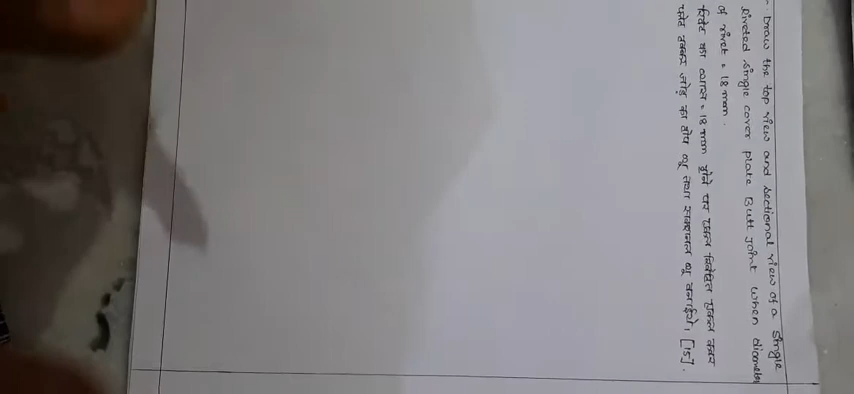 Draw the top view and sectional view of a single
riveted single cover plate Butt joint when diameter
of rivet = 18 mm.
रिवेट का व्यास = 18 mm होने पर एकल रिवेटित एकल कवर
प्लेट बट्ट जोड़ का टॉप व्यू तथा सेक्शनल व्यू बनाईये। [15].